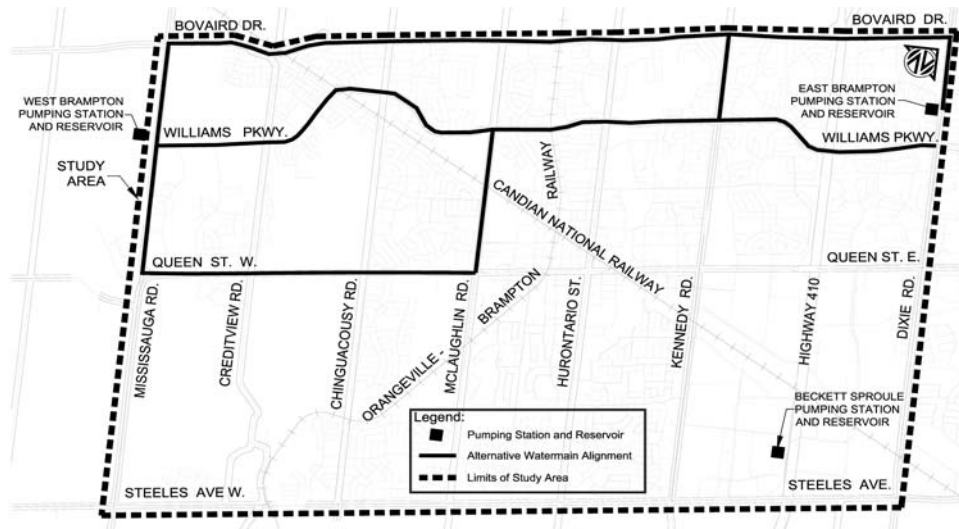 BOVAIRD DR.
BOVAIRD DR.
WEST BRAMPTON
PUMPING STATION
AND RESERVOIR
EAST BRAMPTON
PUMPING STATION
AND RESERVOIR
WILLIAMS PKWY.
WILLIAMS PKWY.
STUDY
AREA
RAILWAY
CANDIAN NATIONAL RAILWAY
QUEEN ST. W.
QUEEN ST. E.
MISSISSAUGA RD.
CREDITVIEW RD.
CHINGUACOUSY RD.
MCLAUGHLIN RD.
ORANGEVILLE - BRAMPTON
HURONTARIO ST.
KENNEDY RD.
HIGHWAY 410
DIXIE RD.
BECKETT SPROULE
PUMPING STATION
AND RESERVOIR
Legend:
Pumping Station and Reservoir
Alternative Watermain Alignment
Limits of Study Area
STEELES AVE W.
STEELES AVE.